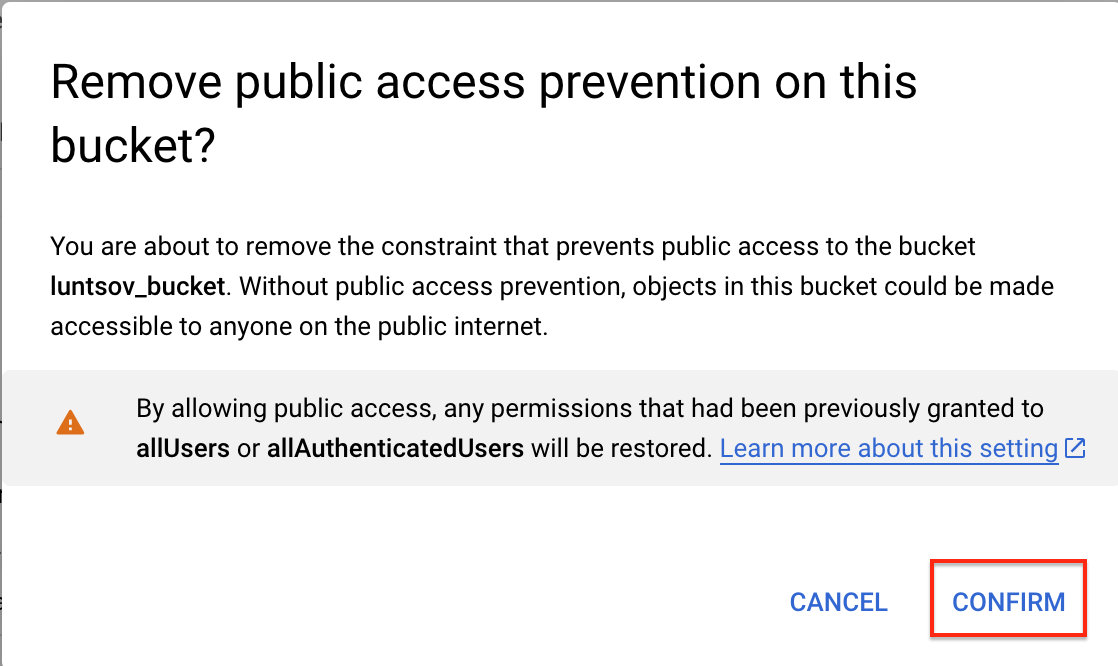 Remove public access prevention on this
bucket?
You are about to remove the constraint that prevents public access to the bucket
luntsov_bucket. Without public access prevention, objects in this bucket could be made
accessible to anyone on the public internet.
By allowing public access, any permissions that had been previously granted to
allUsers or allAuthenticatedUsers will be restored. Learn more about this setting
CANCEL CONFIRM